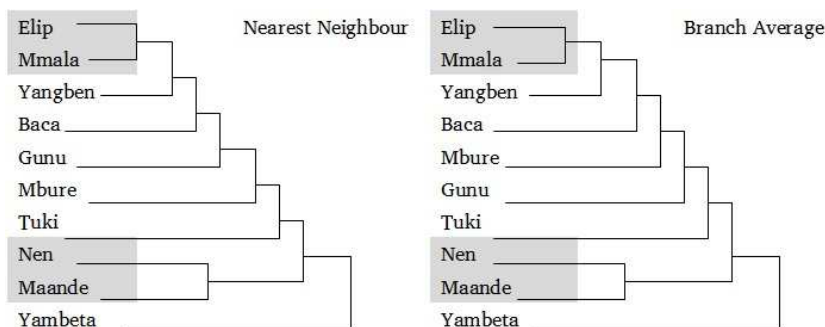 Elip Nearest Neighbour
Mmala
Yangben
Baca
Gunu
Mbure
Tuki
Nen
Maande
Yambeta
Elip Branch Average
Mmala
Yangben
Baca
Mbure
Gunu
Tuki
Nen
Maande
Yambeta